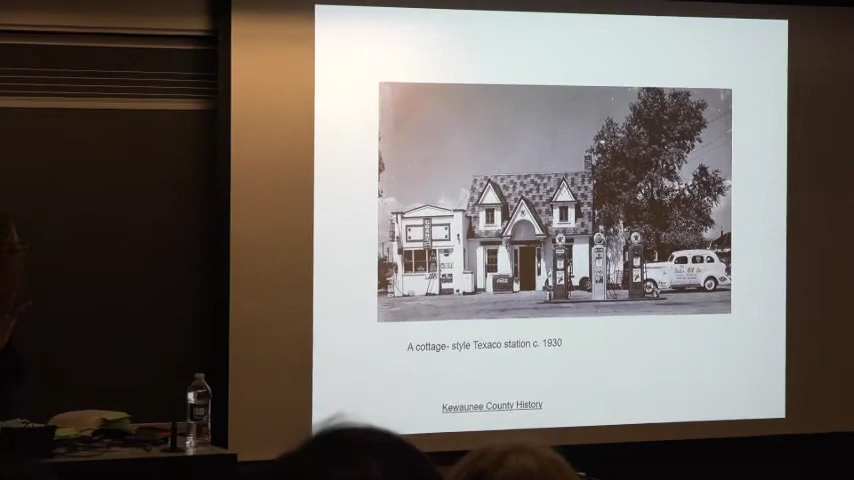 A cottage- style Texaco station c. 1930
Kewaunee County History